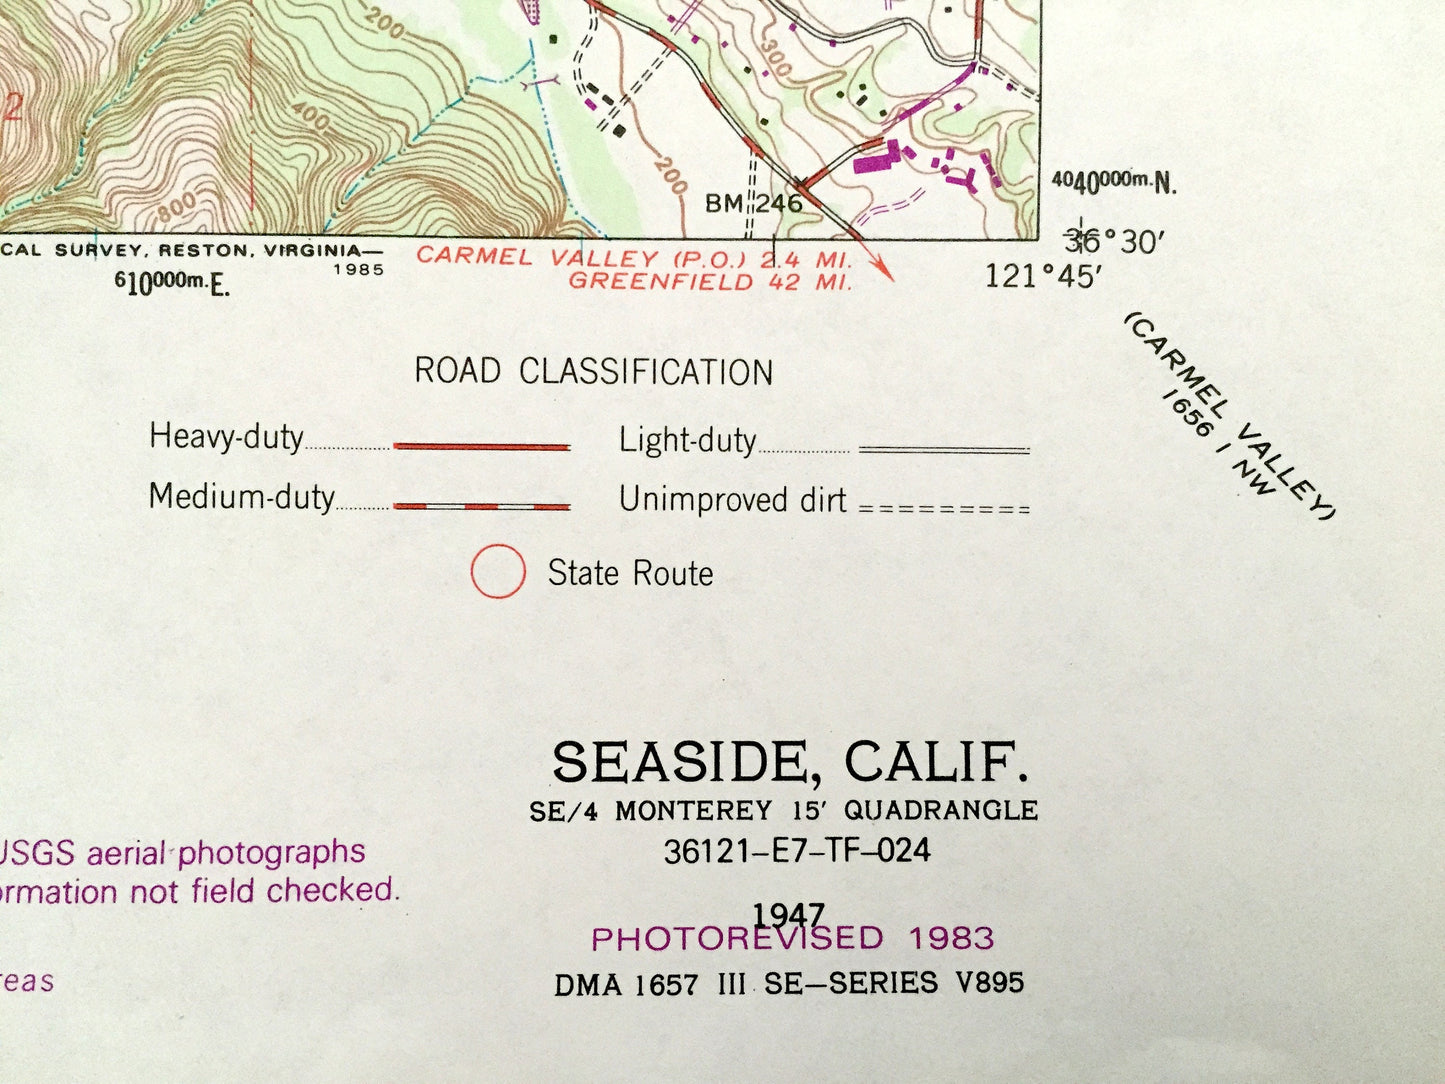 200
300
2
400
200
800
BM 246
4040000m.N.
36°30′
CAL SURVEY, RESTON, VIRGINIA—
1985
CARMEL VALLEY (P.O.) 2.4 MI.
GREENFIELD 42 MI.
610000m.E.
121°45′
(CARMEL VALLEY)
1656 I NW
ROAD CLASSIFICATION
Heavy-duty
Light-duty
Medium-duty
Unimproved dirt
State Route
SEASIDE, CALIF.
SE/4 MONTEREY 15′ QUADRANGLE
36121–E7–TF–024
USGS aerial photographs
ormation not field checked.
1947
PHOTOREVISED 1983
reas
DMA 1657 III SE–SERIES V895